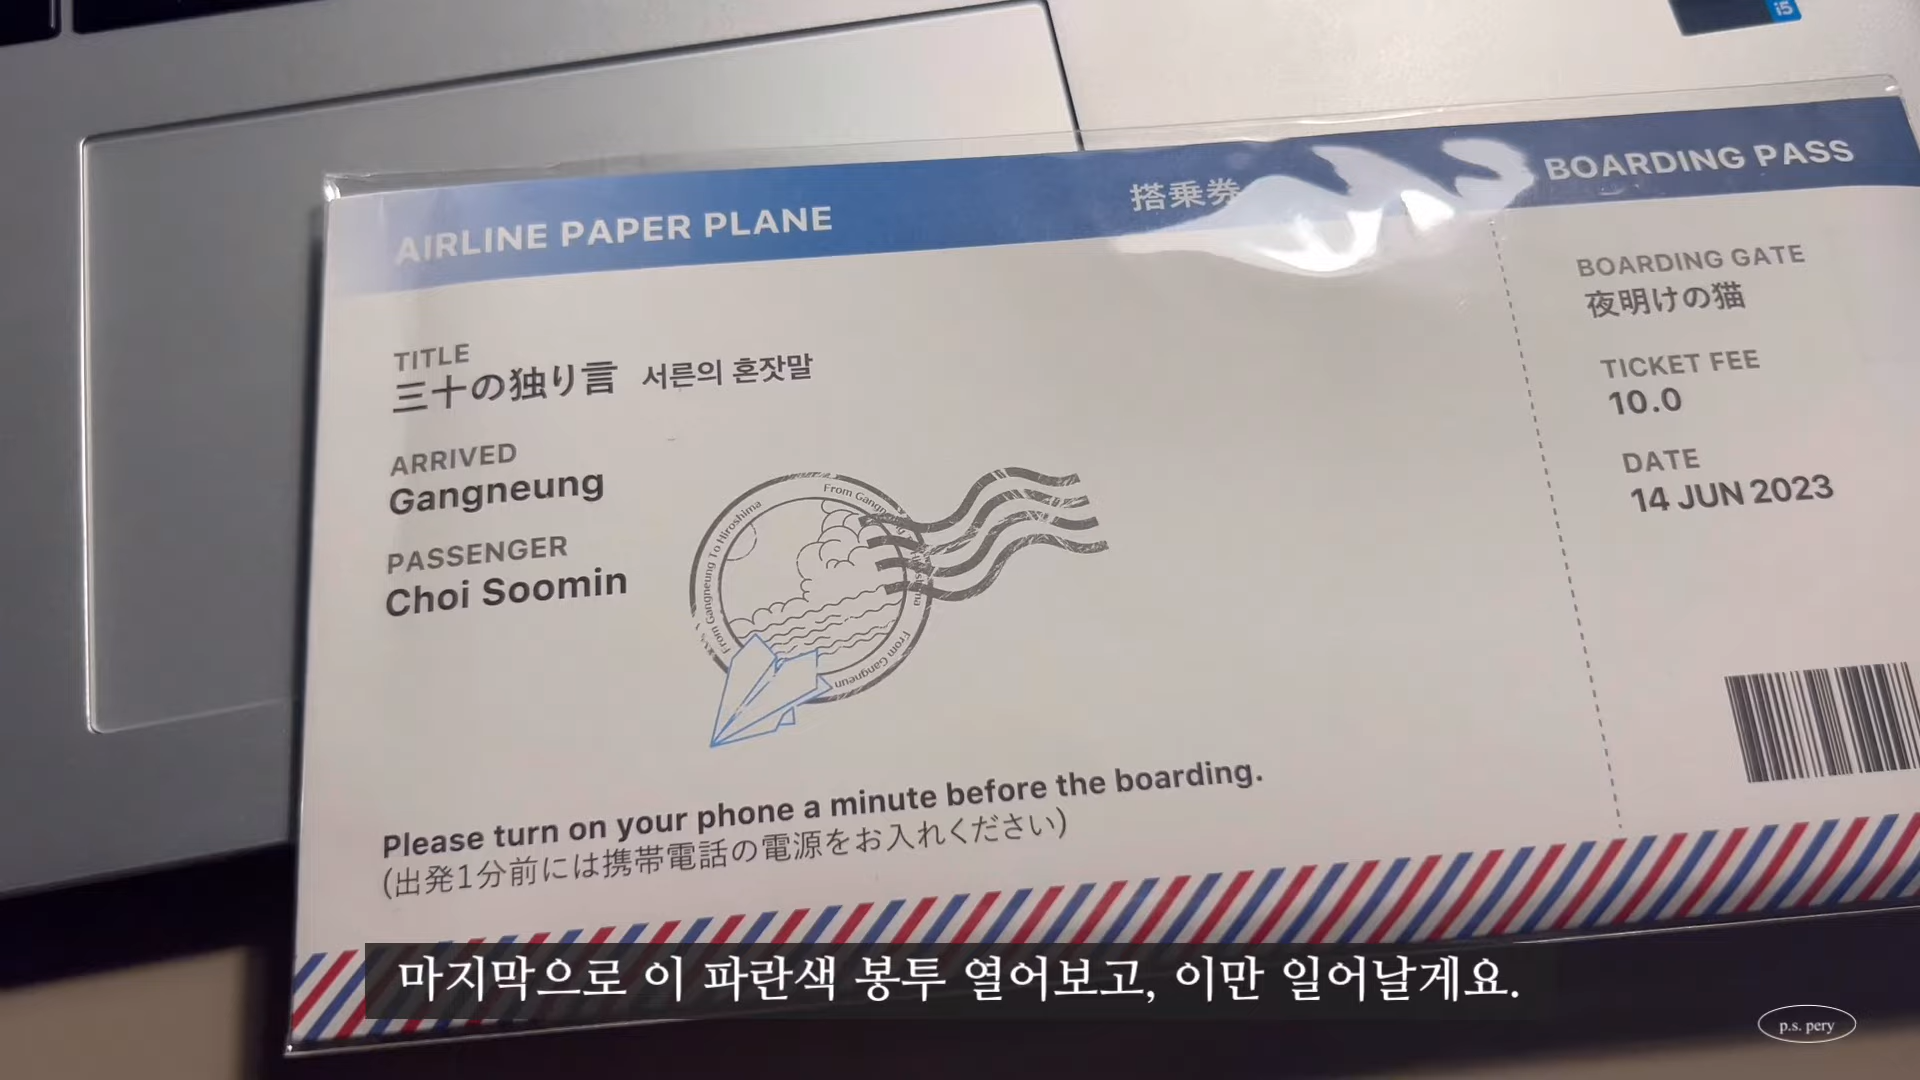 i5
AIRLINE PAPER PLANE
搭乗券
BOARDING PASS
TITLE
三十の独り言 서른의 혼잣말
ARRIVED
Gangneung
PASSENGER
Choi Soomin
From Gangneung To Hiroshima
From Gangneun
Please turn on your phone a minute before the boarding.
(出発1分前には携帯電話の電源をお入れください)
BOARDING GATE
夜明けの猫
TICKET FEE
10.0
DATE
14 JUN 2023
마지막으로 이 파란색 봉투 열어보고, 이만 일어날게요.
p.s. pery